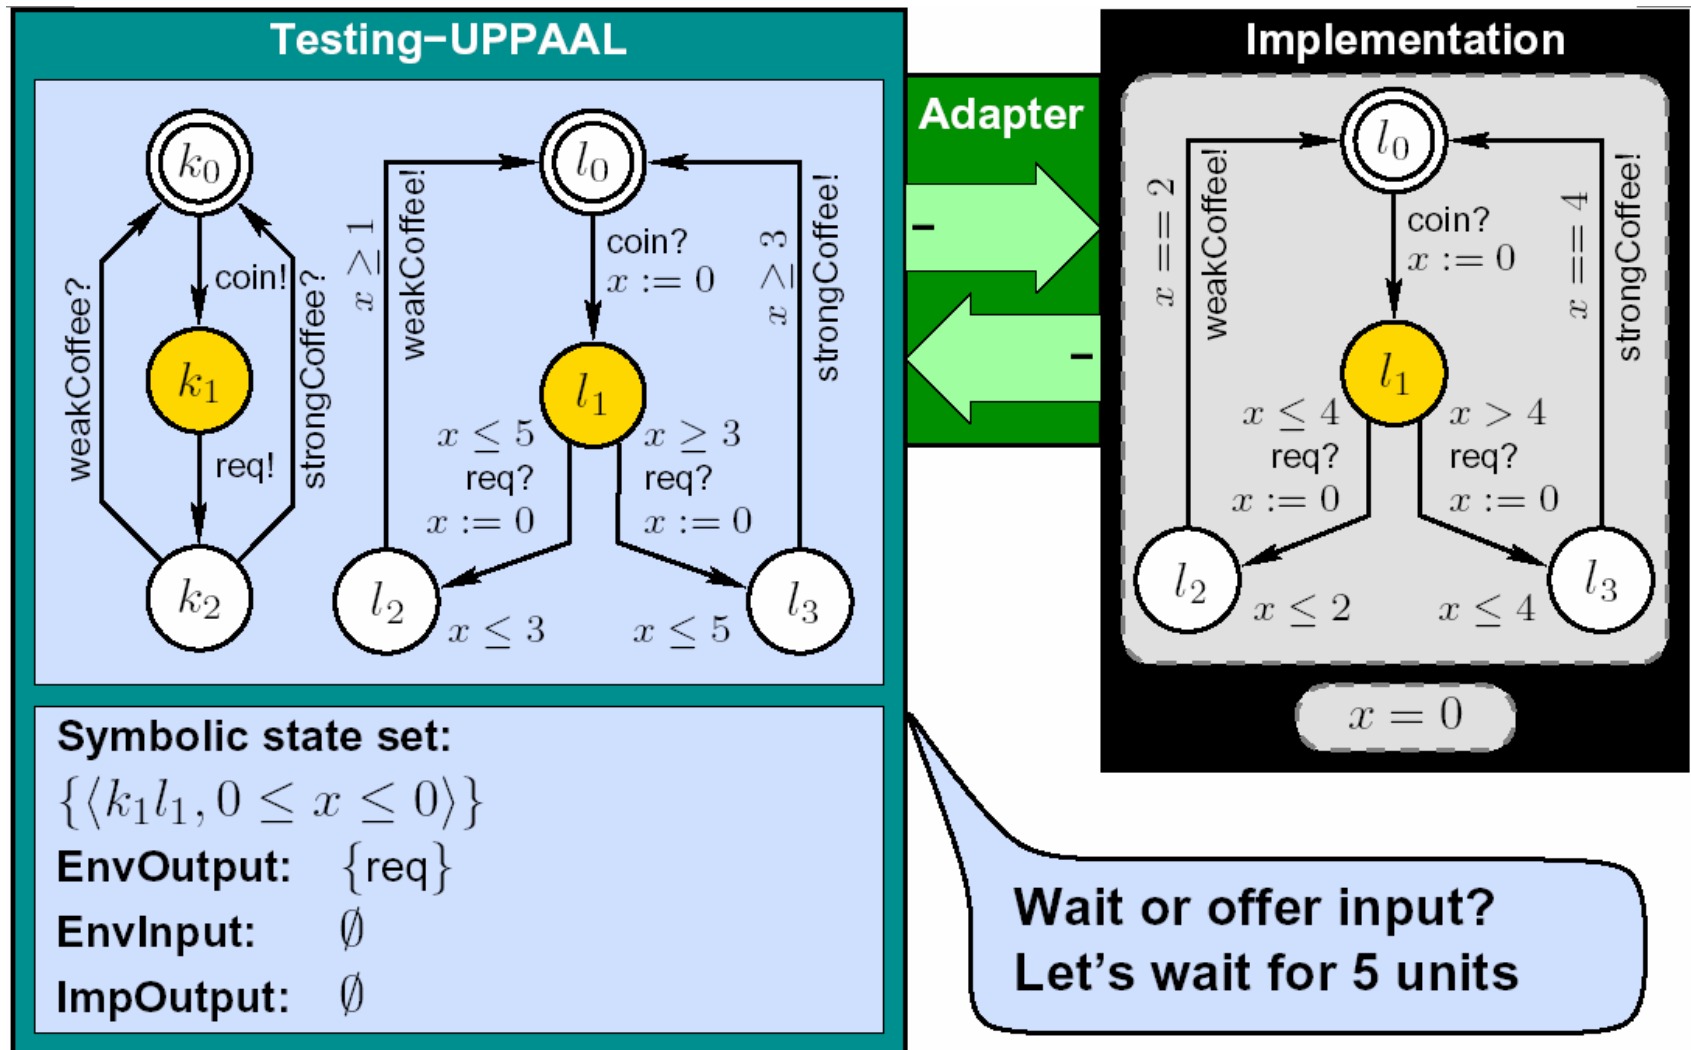 Testing−UPPAAL
k₀
coin!
k₁
req!
k₂
weakCoffee?
strongCoffee?
l₀
coin?
x := 0
l₁
x ≤ 5
req?
x := 0
x ≥ 3
req?
x := 0
l₂
x ≤ 3
l₃
x ≤ 5
x ≥ 1
weakCoffee!
x ≥ 3
strongCoffee!
Adapter
−
−
Implementation
l₀
coin?
x := 0
l₁
x ≤ 4
req?
x := 0
x > 4
req?
x := 0
l₂
x ≤ 2
l₃
x ≤ 4
x == 2
weakCoffee!
x == 4
strongCoffee!
x = 0
Symbolic state set:
{⟨k₁l₁, 0 ≤ x ≤ 0⟩}
EnvOutput: {req}
EnvInput: ∅
ImpOutput: ∅
Wait or offer input?
Let's wait for 5 units